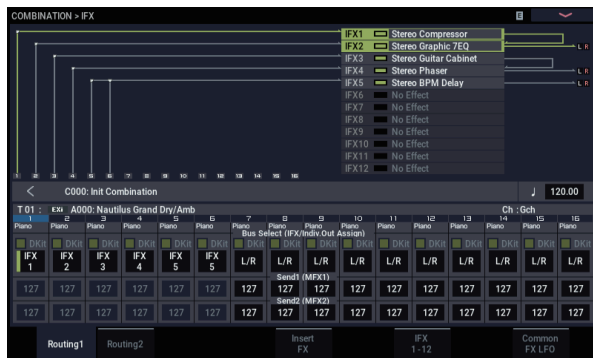 COMBINATION > IFX E
IFX1 Stereo Compressor
IFX2 Stereo Graphic 7EQ L R
IFX3 Stereo Guitar Cabinet
IFX4 Stereo Phaser L R
IFX5 Stereo BPM Delay L R
IFX6 No Effect
IFX7 No Effect
IFX8 No Effect
IFX9 No Effect
IFX10 No Effect
IFX11 No Effect
IFX12 No Effect
1 2 3 4 5 6 7 8 9 10 11 12 13 14 15 16
C000: Init Combination ♩ 120.00
T 01 : EXi A000: Nautilus Grand Dry/Amb Ch : Gch
1 2 3 4 5 6 7 8 9 10 11 12 13 14 15 16
Piano Piano Piano Piano Piano Piano Piano Piano Piano Piano Piano Piano Piano Piano Piano Piano
Bus Select (IFX/Indiv.Out Assign)
DKit DKit DKit DKit DKit DKit DKit DKit DKit DKit DKit DKit DKit DKit DKit DKit
IFX IFX IFX IFX IFX IFX L/R L/R L/R L/R L/R L/R L/R L/R L/R L/R
1 2 3 4 5 5
Send1 (MFX1)
127 127 127 127 127 127 127 127 127 127 127 127 127 127 127 127
Send2 (MFX2)
127 127 127 127 127 127 127 127 127 127 127 127 127 127 127 127
Routing1 Routing2 Insert IFX Common
FX 1-12 FX LFO